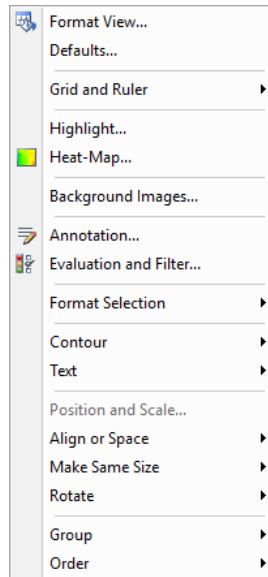 Format View...
Defaults...
Grid and Ruler
Highlight...
Heat-Map...
Background Images...
Annotation...
Evaluation and Filter...
Format Selection
Contour
Text
Position and Scale...
Align or Space
Make Same Size
Rotate
Group
Order